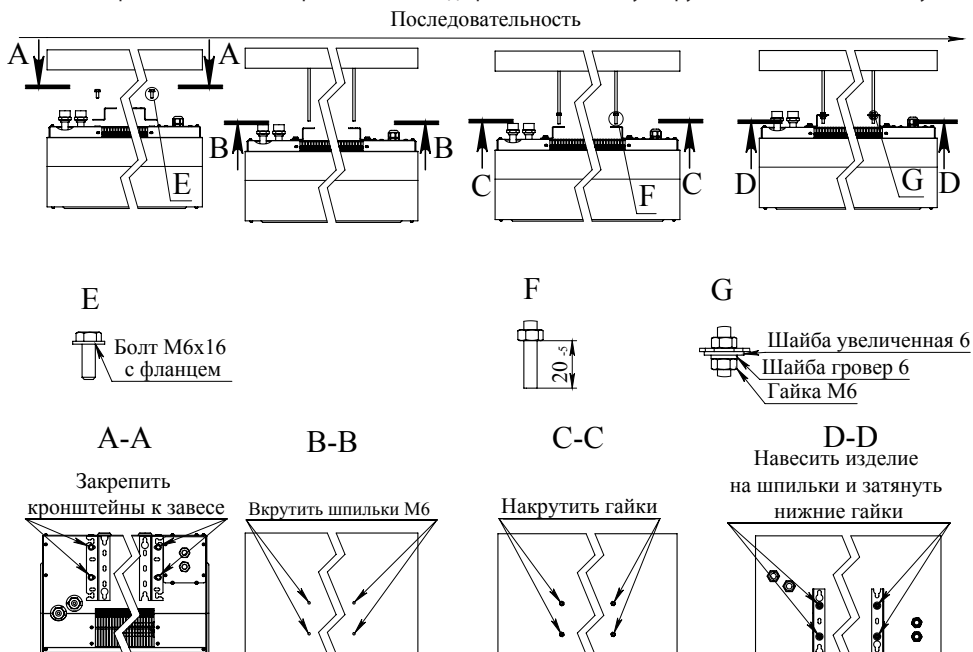 Последовательность
A A
B B
C C
D D
E
F
G
E
Болт М6х16
с фланцем
F
20 -5
G
Шайба увеличенная 6
Шайба гровер 6
Гайка М6
A-A
Закрепить
кронштейны к завесе
B-B
Вкрутить шпильки М6
C-C
Накрутить гайки
D-D
Навесить изделие
на шпильки и затянуть
нижние гайки